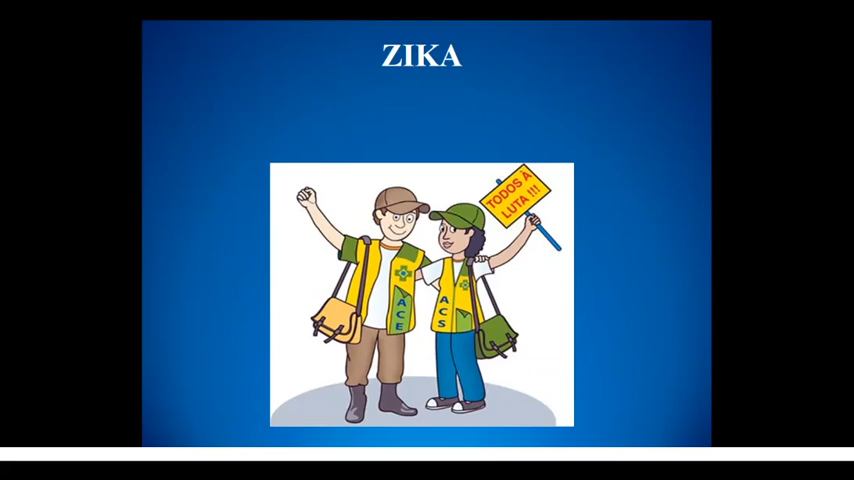 ZIKA
TODOS À
LUTA !!!
ACE
ACS